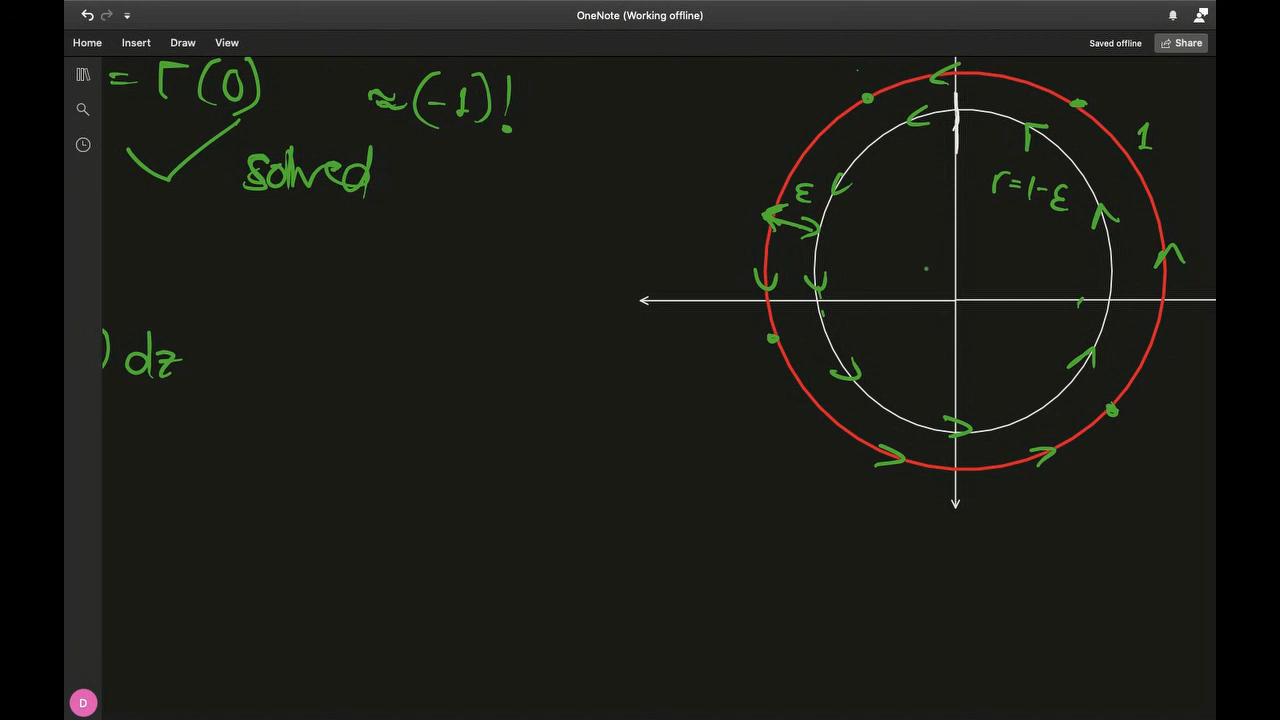 OneNote (Working offline)
Home Insert Draw View
Saved offline Share
= Γ(0)
≈(-1)!
solved
) dz
1
ε
r=1-ε
D